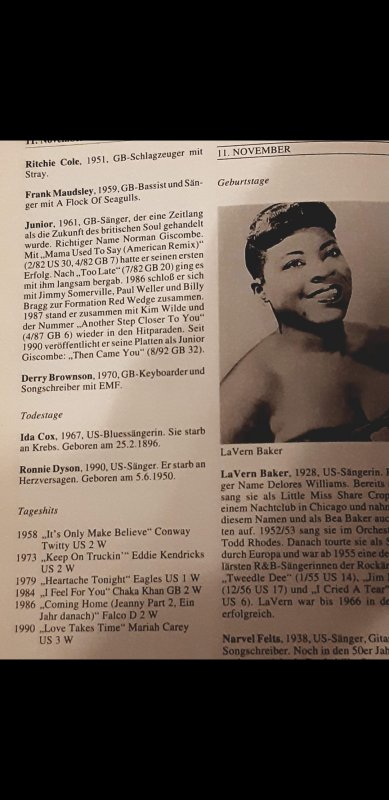 Ritchie Cole, 1951, GB-Schlagzeuger mit
Stray.
Frank Maudsley, 1959, GB-Bassist und Sän-
ger mit A Flock Of Seagulls.
Junior, 1961, GB-Sänger, der eine Zeitlang
als die Zukunft des britischen Soul gehandelt
wurde. Richtiger Name Norman Giscombe.
Mit „Mama Used To Say (American Remix)“
(2/82 US 30, 4/82 GB 7) hatte er seinen ersten
Erfolg. Nach „Too Late“ (7/82 GB 20) ging es
mit ihm langsam bergab. 1986 schloß er sich
mit Jimmy Somerville, Paul Weller und Billy
Bragg zur Formation Red Wedge zusammen.
1987 stand er zusammen mit Kim Wilde und
der Nummer „Another Step Closer To You“
(4/87 GB 6) wieder in den Hitparaden. Seit
1990 veröffentlicht er seine Platten als Junior
Giscombe: „Then Came You“ (8/92 GB 32).
Derry Brownson, 1970, GB-Keyboarder und
Songschreiber mit EMF.
Todestage
Ida Cox, 1967, US-Bluessängerin. Sie starb
an Krebs. Geboren am 25.2.1896.
Ronnie Dyson, 1990, US-Sänger. Er starb an
Herzversagen. Geboren am 5.6.1950.
Tageshits
1958 „It's Only Make Believe“ Conway
Twitty US 2 W
1973 „Keep On Truckin'“ Eddie Kendricks
US 2 W
1979 „Heartache Tonight“ Eagles US 1 W
1984 „I Feel For You“ Chaka Khan GB 2 W
1986 „Coming Home (Jeanny Part 2, Ein
Jahr danach)“ Falco D 2 W
1990 „Love Takes Time“ Mariah Carey
US 3 W
11. NOVEMBER
Geburtstage
LaVern Baker
LaVern Baker, 1928, US-Sängerin.
ger Name Delores Williams. Bereits
sang sie als Little Miss Share Crop
einem Nachtclub in Chicago und nahm
diesem Namen und als Bea Baker auc
ten auf. 1952/53 sang sie im Orchest
Todd Rhodes. Danach tourte sie als S
durch Europa und war ab 1955 eine de
lärsten R&B-Sängerinnen der Rockär
„Tweedle Dee“ (1/55 US 14), „Jim
(12/56 US 17) und „I Cried A Tear“
US 6). LaVern war bis 1966 in de
erfolgreich.
Narvel Felts, 1938, US-Sänger, Gita
Songschreiber. Noch in den 50er Jah